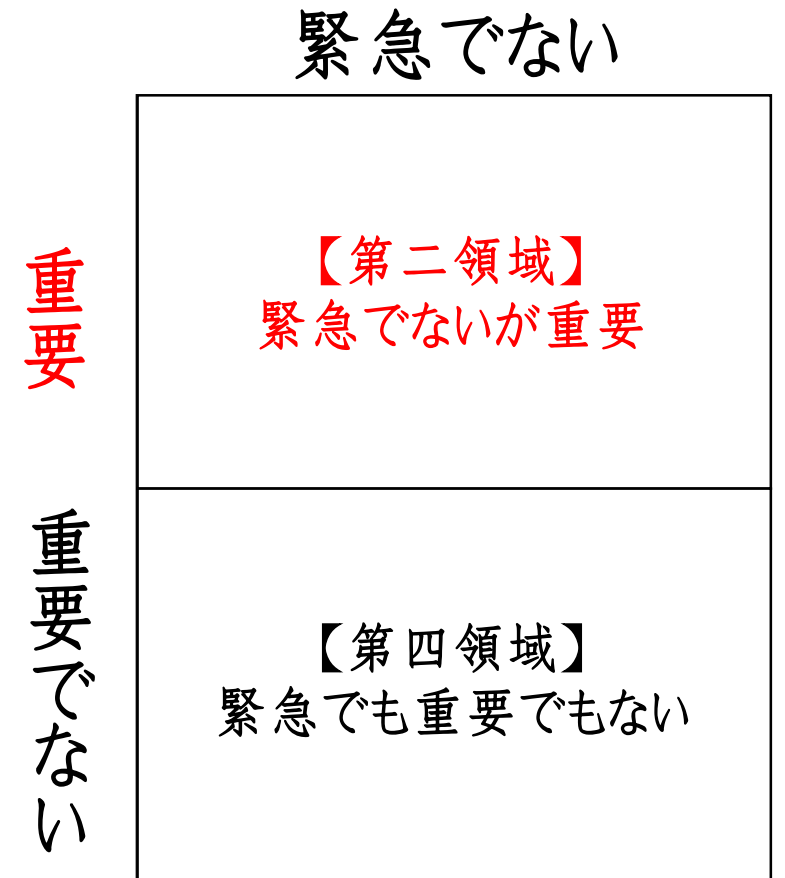 緊急でない
重要
【第二領域】
緊急でないが重要
重要でない
【第四領域】
緊急でも重要でもない